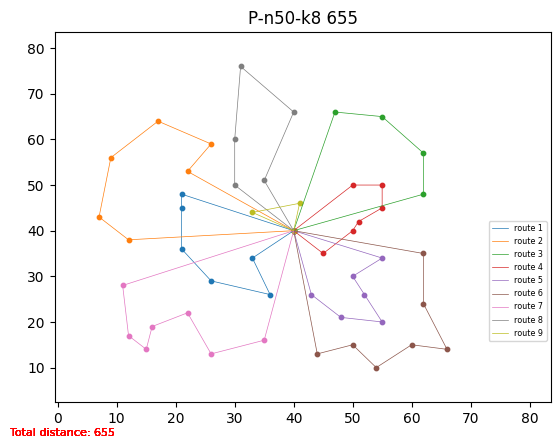 P-n50-k8 655
80
70
60
50
40
30
20
10
0 10 20 30 40 50 60 70 80
route 1
route 2
route 3
route 4
route 5
route 6
route 7
route 8
route 9
Total distance: 655